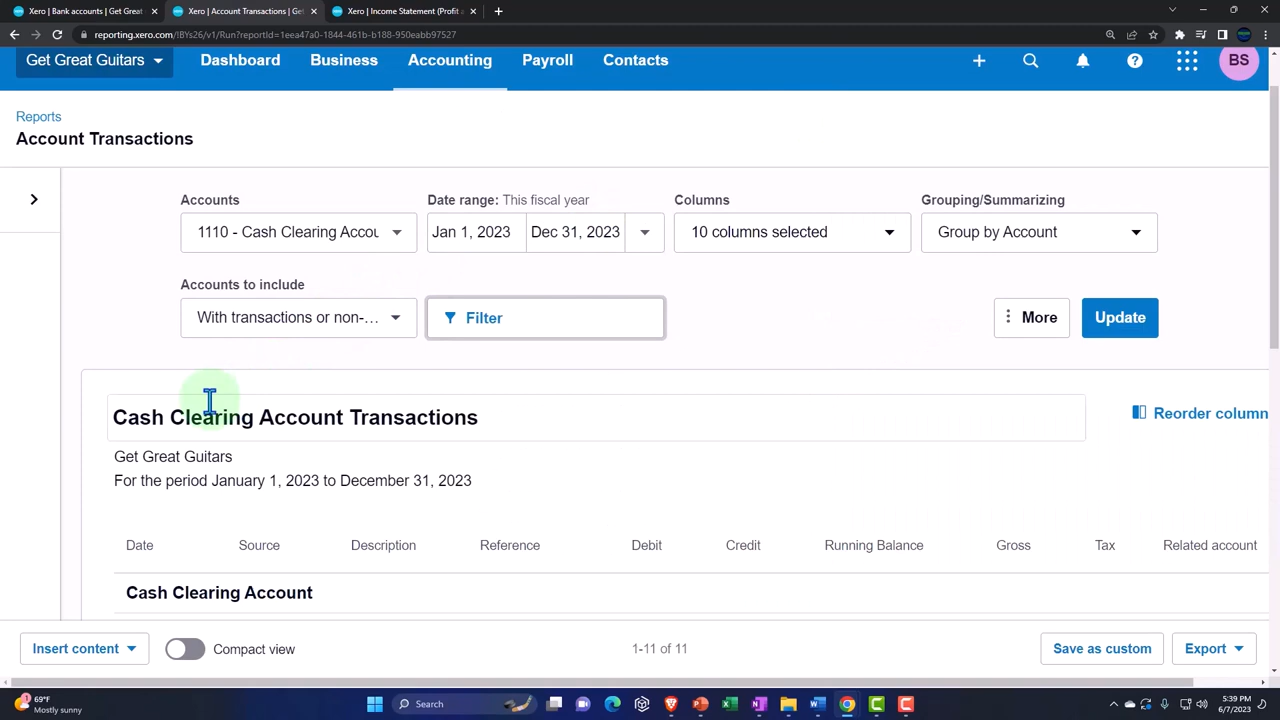 Xero | Bank accounts | Get Great
Xero | Account Transactions | Get
Xero | Income Statement (Profit a
reporting.xero.com/IBYs26/v1/Run?reportId=1eea47a0-1844-461b-b188-950eabb97527
Get Great Guitars
Dashboard
Business
Accounting
Payroll
Contacts
BS
Reports
Account Transactions
Accounts
Date range: This fiscal year
Columns
Grouping/Summarizing
1110 - Cash Clearing Accou
Jan 1, 2023
Dec 31, 2023
10 columns selected
Group by Account
Accounts to include
With transactions or non-...
Filter
More
Update
Cash Clearing Account Transactions
Reorder column
Get Great Guitars
For the period January 1, 2023 to December 31, 2023
Date Source Description Reference Debit Credit Running Balance Gross Tax Related account
Cash Clearing Account
Insert content
Compact view
1-11 of 11
Save as custom
Export
69°F
Mostly sunny
Search
5:39 PM
6/7/2023